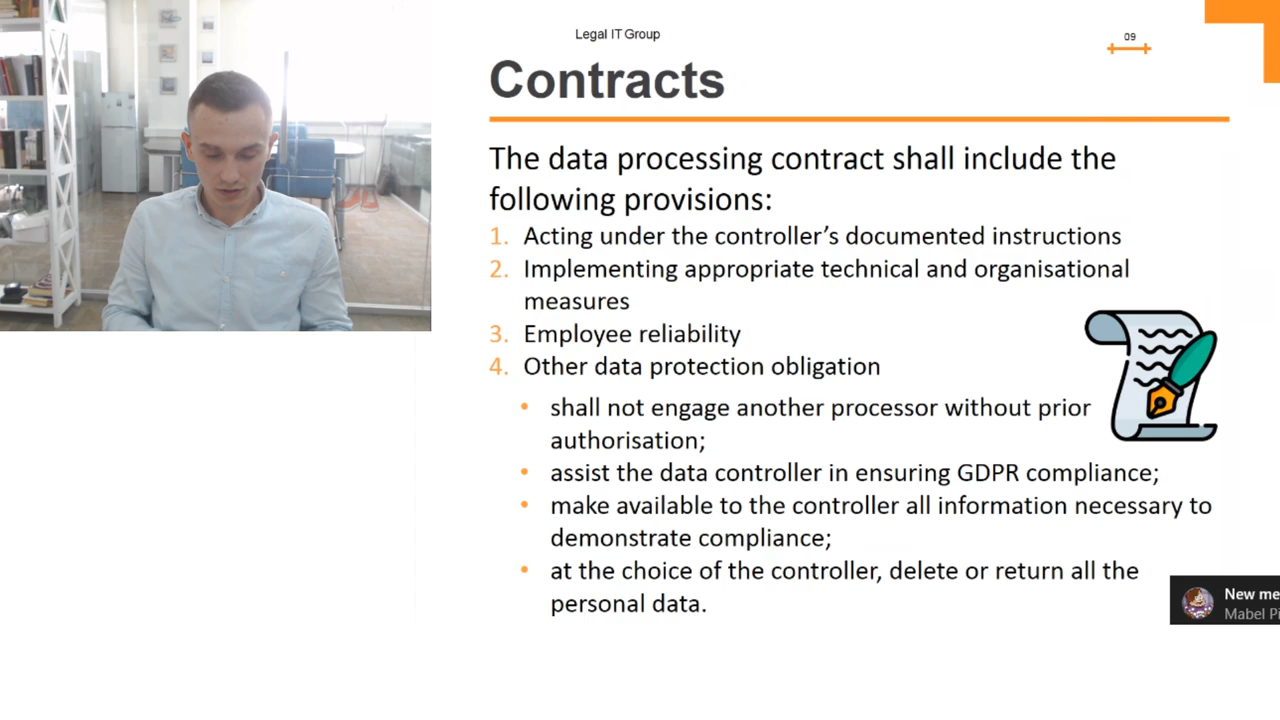 Legal IT Group
09
Contracts
The data processing contract shall include the
following provisions:
1. Acting under the controller's documented instructions
2. Implementing appropriate technical and organisational
measures
3. Employee reliability
4. Other data protection obligation
• shall not engage another processor without prior
authorisation;
• assist the data controller in ensuring GDPR compliance;
• make available to the controller all information necessary to
demonstrate compliance;
• at the choice of the controller, delete or return all the
personal data.
New me
Mabel Pi